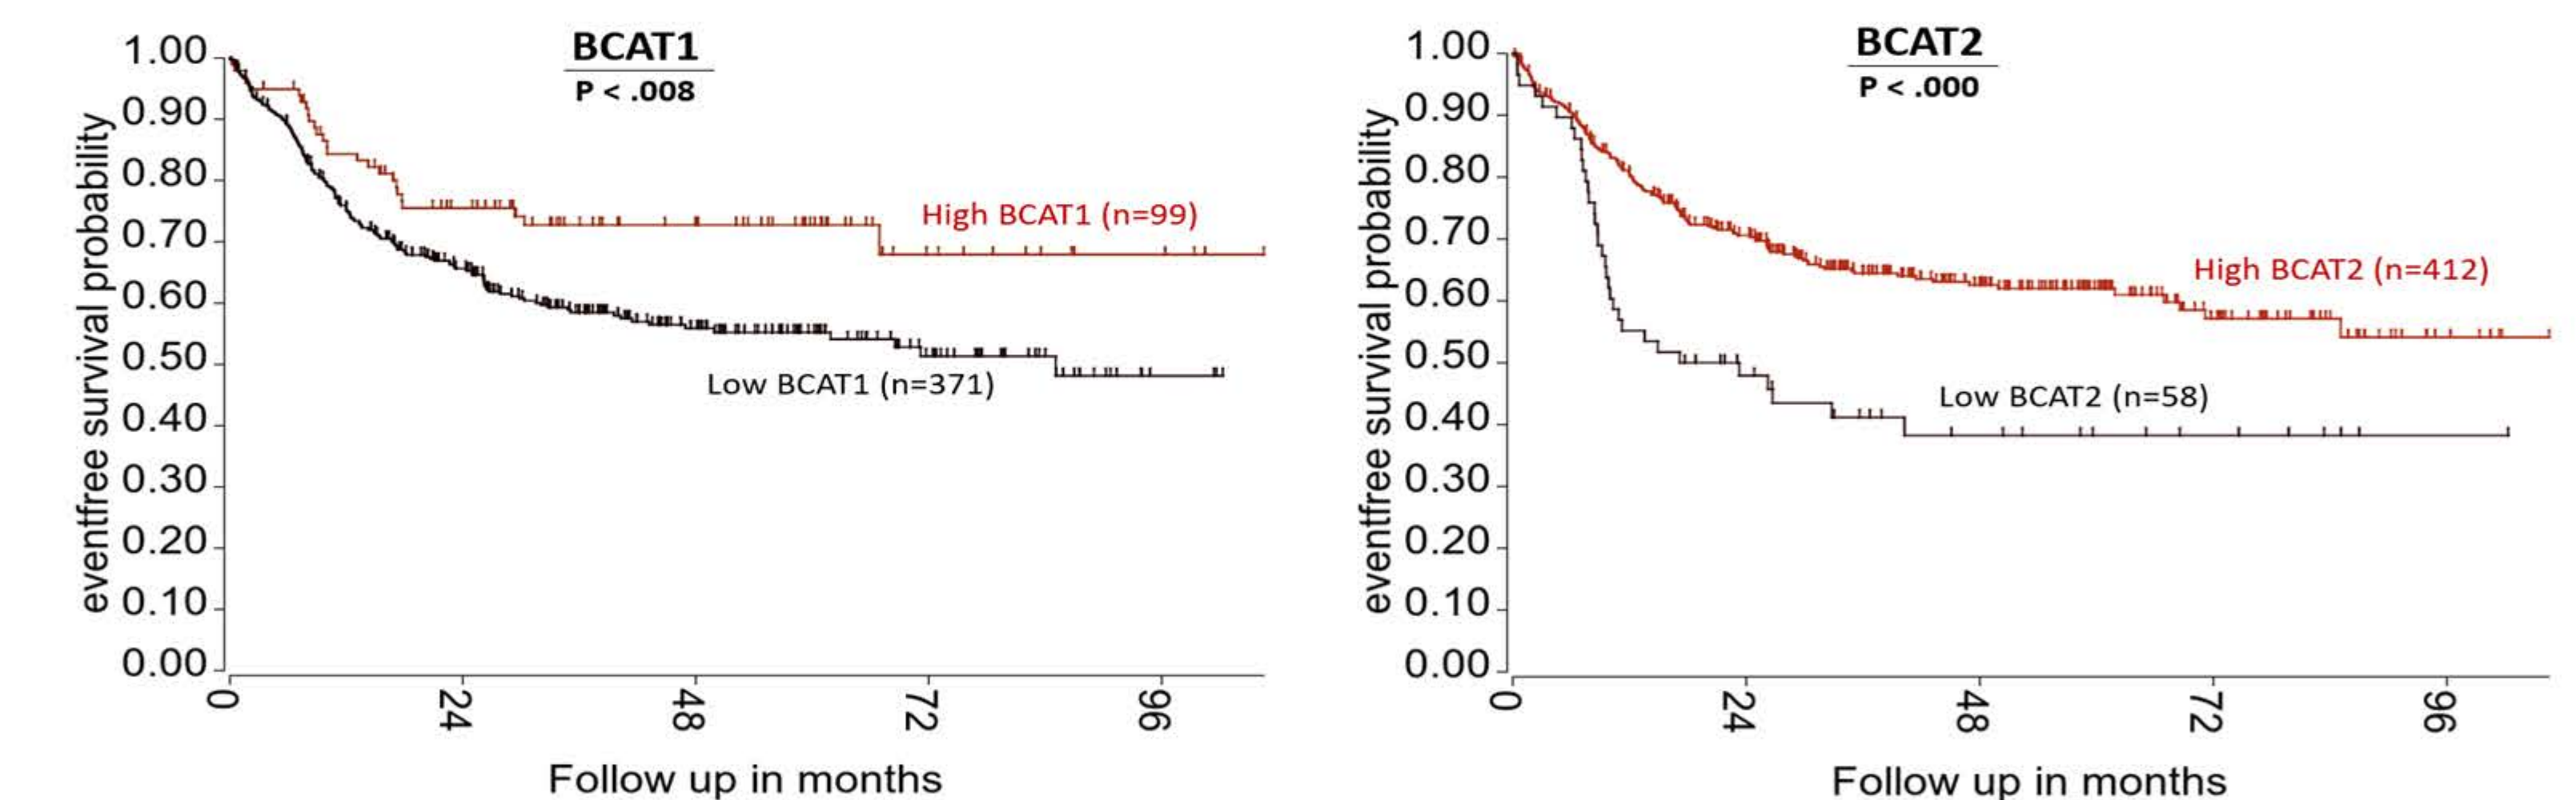 BCAT1
P < .008
1.00
0.90
0.80
0.70
0.60
0.50
0.40
0.30
0.20
0.10
0.00
eventfree survival probability
High BCAT1 (n=99)
Low BCAT1 (n=371)
0
24
48
72
96
Follow up in months
BCAT2
P < .000
1.00
0.90
0.80
0.70
0.60
0.50
0.40
0.30
0.20
0.10
0.00
eventfree survival probability
High BCAT2 (n=412)
Low BCAT2 (n=58)
0
24
48
72
96
Follow up in months